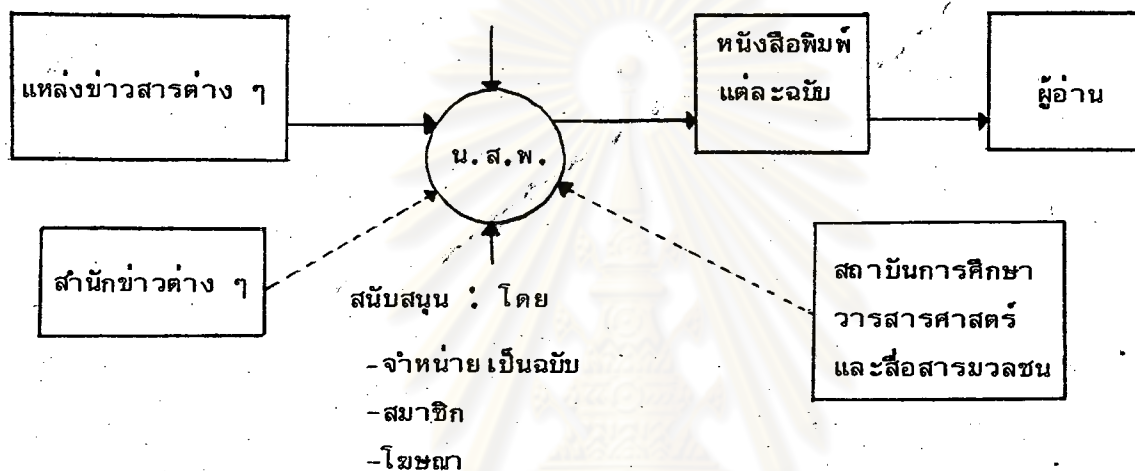 แหล่งข่าวสารต่าง ๆ
น.ส.พ.
หนังสือพิมพ์
แต่ละฉบับ
ผู้อ่าน
สำนักข่าวต่าง ๆ
สนับสนุน : โดย
-จำหน่ายเป็นฉบับ
-สมาชิก
-โฆษณา
สถาบันการศึกษา
วารสารศาสตร์
และสื่อสารมวลชน